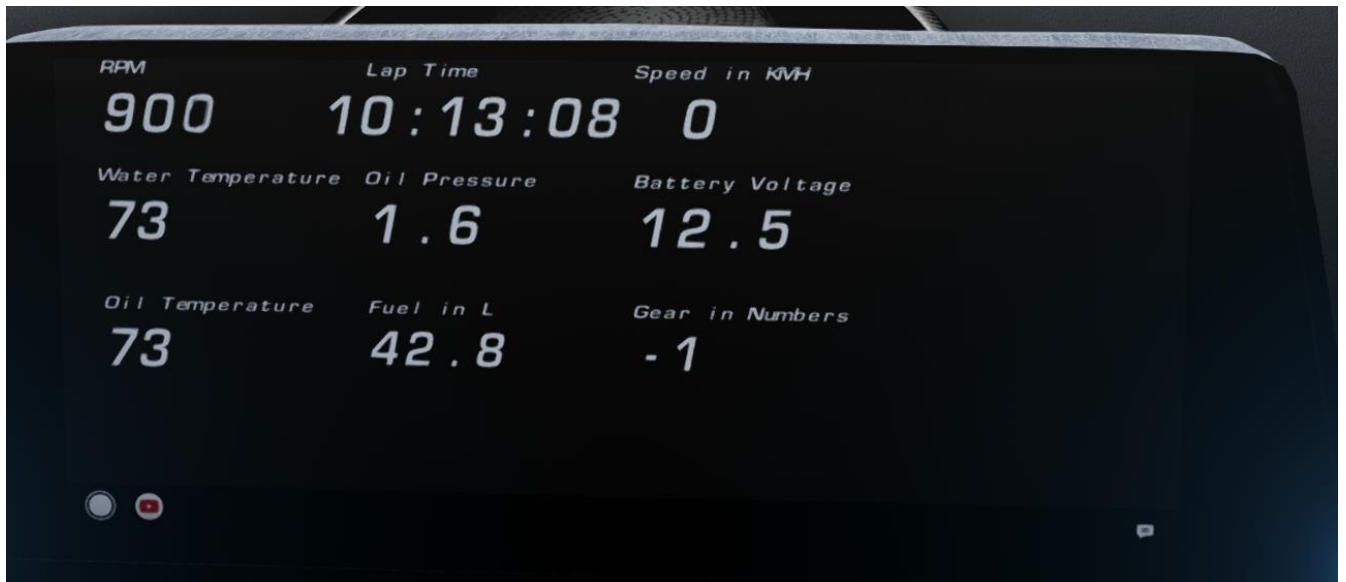 RPM Lap Time Speed in KMH
900 10:13:08 0
Water Temperature Oil Pressure Battery Voltage
73 1.6 12.5
Oil Temperature Fuel in L Gear in Numbers
73 42.8 -1